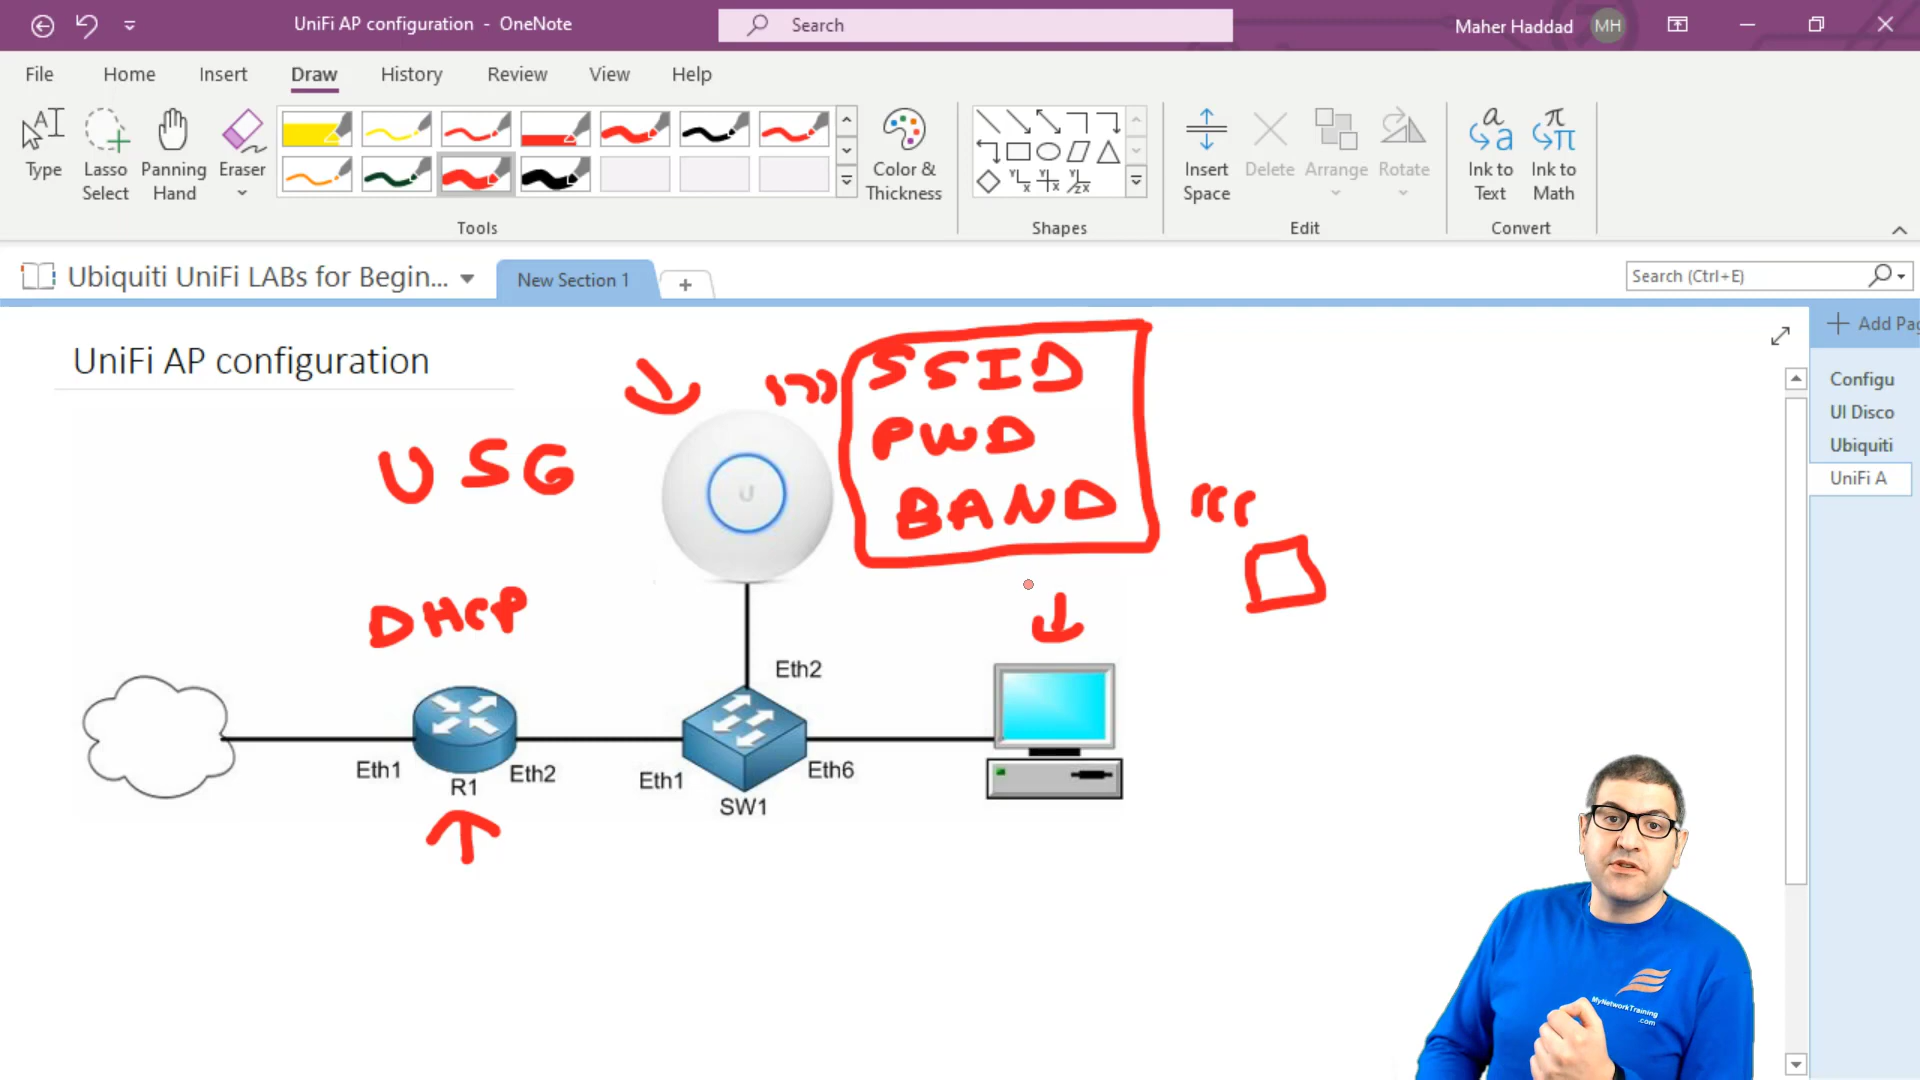 UniFi AP configuration - OneNote
Search
Maher Haddad
MH
File
Home
Insert
Draw
History
Review
View
Help
Type
Lasso Select
Panning Hand
Eraser
Color & Thickness
Insert Space
Delete
Arrange
Rotate
Ink to Text
Ink to Math
Tools
Shapes
Edit
Convert
Ubiquiti UniFi LABs for Begin...
New Section 1
Search (Ctrl+E)
Add Pag
Configu
UI Disco
Ubiquiti
UniFi A
UniFi AP configuration
SSID
PWD
BAND
USG
DHCP
Eth2
Eth1
R1
Eth2
Eth1
SW1
Eth6
MyNetworkTraining
.com